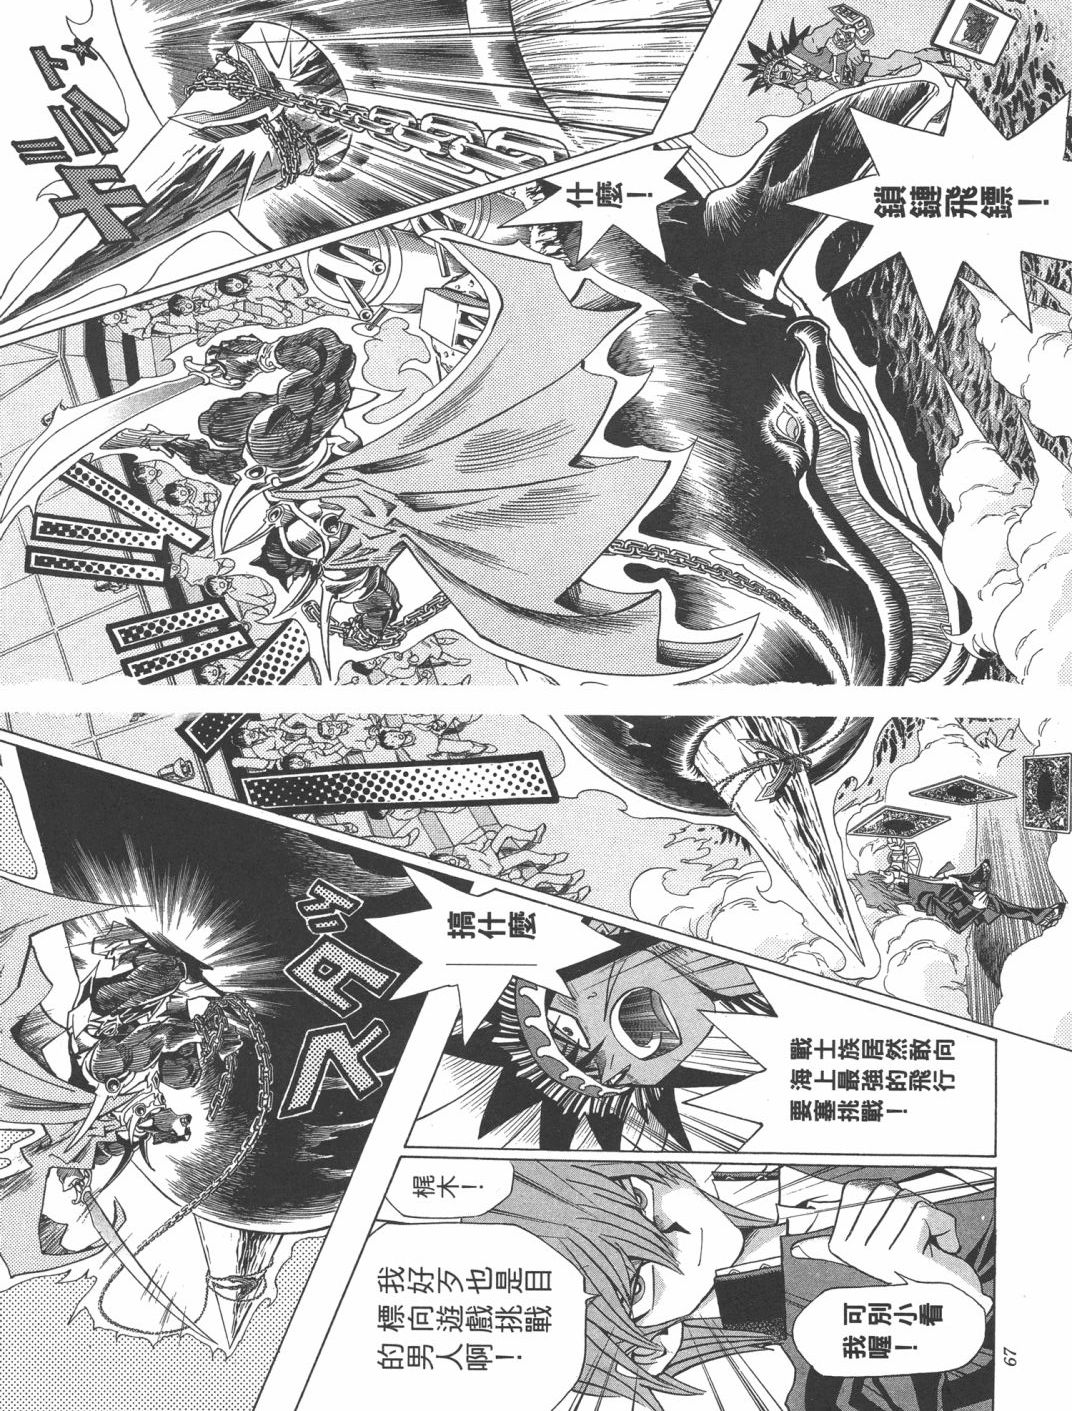 鎖鏈飛鏢！
什麼！
搞什麼——
戰士族居然敢向
海上最強的飛行
要塞挑戰！
梶木！
我好歹也是目
標向遊戲挑戰
的男人啊！
可別小看
我喔！
67